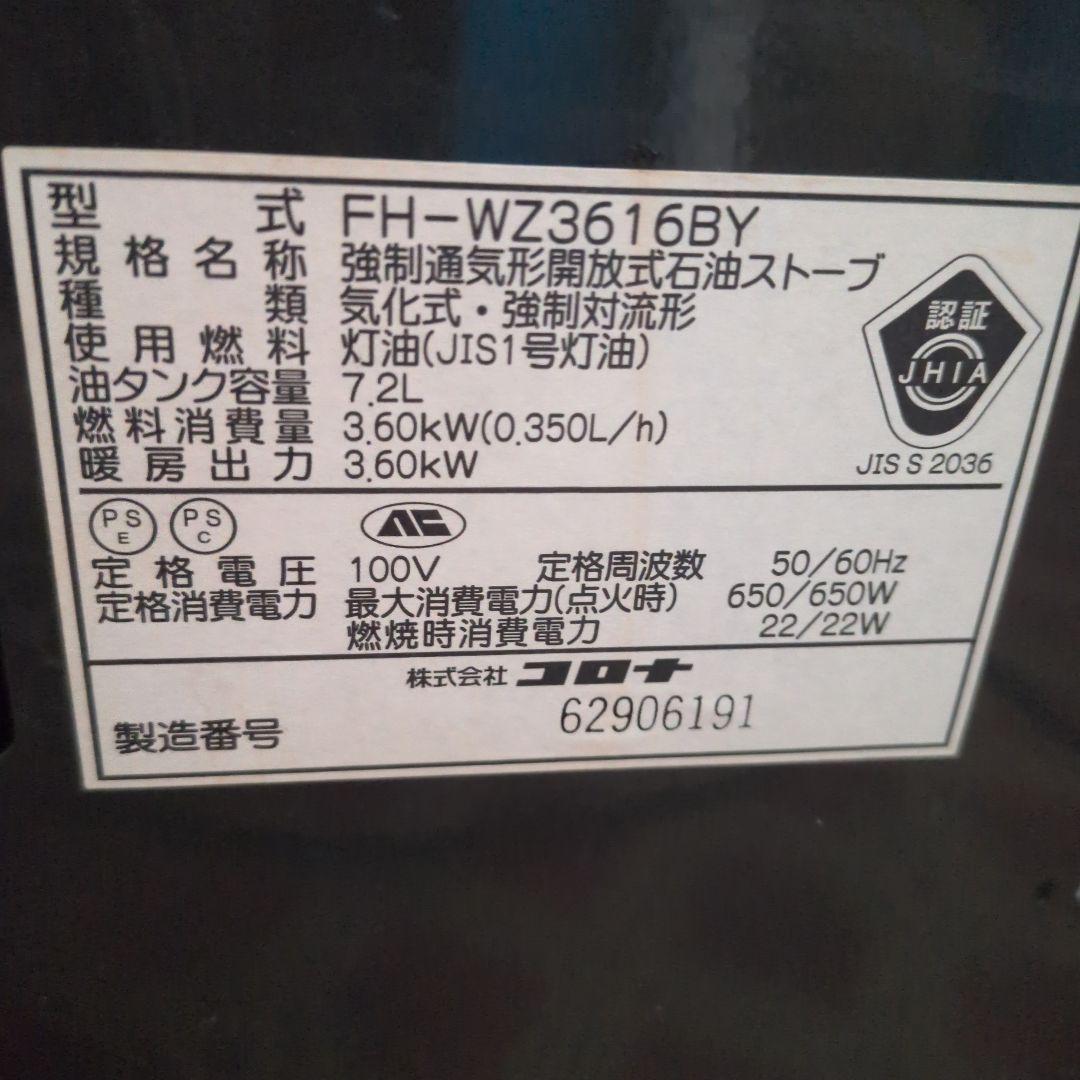 型式 FH-WZ3616BY
規格名称 強制通気形開放式石油ストーブ
種類 気化式・強制対流形
使用燃料 灯油(JIS1号灯油)
油タンク容量 7.2L
燃料消費量 3.60kW(0.350L/h)
暖房出力 3.60kW
認証
JHIA
JIS S 2036
PS E PS C
定格電圧 100V 定格周波数 50/60Hz
定格消費電力 最大消費電力(点火時) 650/650W
燃焼時消費電力 22/22W
株式会社 コロナ
製造番号 62906191